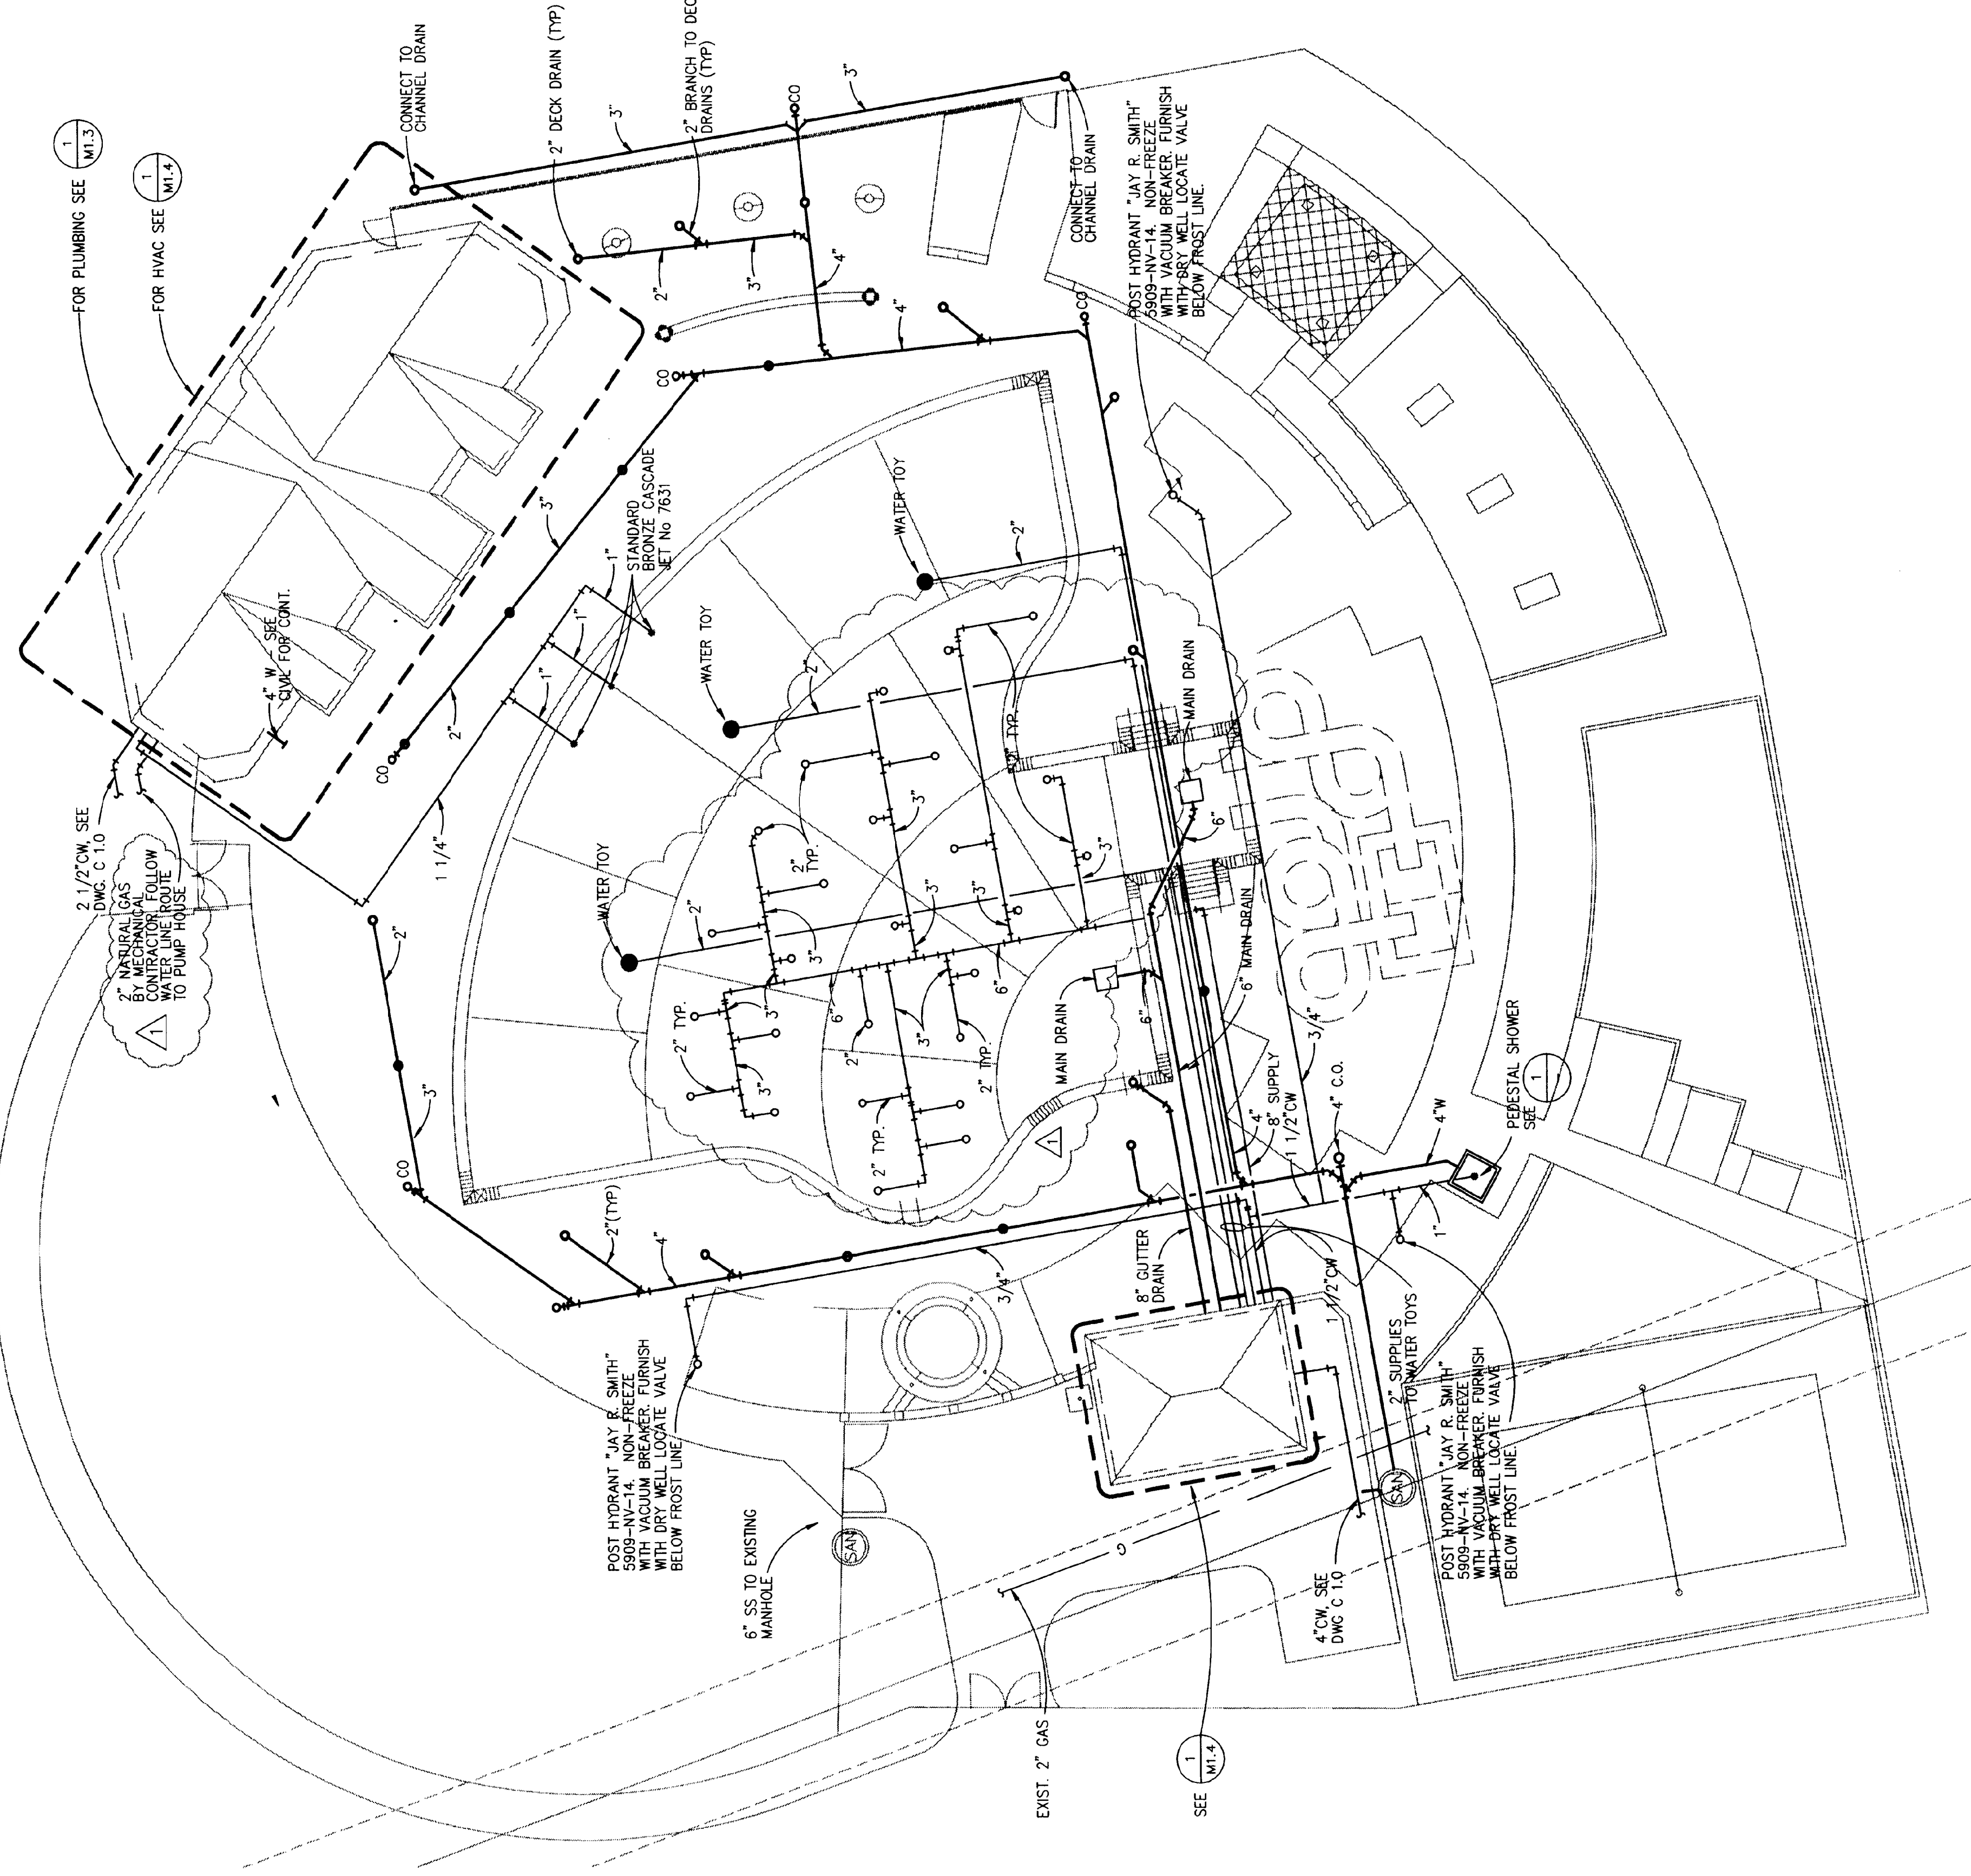 FOR PLUMBING SEE
1
M1.3
FOR HVAC SEE
1
M1.4
CONNECT TO
CHANNEL DRAIN
2" DECK DRAIN (TYP)
2" BRANCH TO
DRAINS (TYP)
3"
CO
3"
CONNECT TO
CHANNEL DRAIN
POST HYDRANT "JAY R. SMITH"
5909-NV-14. NON-FREEZE
WITH VACUUM BREAKER. FURNISH
WITH DRY WELL LOCATE VALVE
BELOW FROST LINE.
2"
3"
4"
4"
CO
CO
3"
2"
CO
4" W SEE
CIVIL FOR CONT.
STANDARD
BRONZE CASCADE
JET No 7631
1"
1"
1"
1 1/4"
2 1/2"CW, SEE
DWG. C 1.0
2" NATURAL GAS
BY MECHANICAL
CONTRACTOR. FOLLOW
WATER LINE ROUTE
TO PUMP HOUSE
1
WATER TOY
2"
WATER TOY
2"
WATER TOY
2"
2"
3"
CO
2" TYP.
2"
TYP.
3"
3"
3"
3"
3"
2" TYP.
3"
3"
6"
2"
3"
2" TYP.
6"
2" TYP.
MAIN DRAIN
6"
MAIN DRAIN
6"
6" MAIN DRAIN
1
2"(TYP)
4"
3/4"
8" GUTTER
DRAIN
4"
8" SUPPLY
1 1/2"CW
3/4"
4" C.O.
4"W
1"
PEDESTAL SHOWER
SEE
1
1 1/2"CW
2" SUPPLIES
TO WATER TOYS
POST HYDRANT "JAY R. SMITH"
5909-NV-14. NON-FREEZE
WITH VACUUM BREAKER. FURNISH
WITH DRY WELL LOCATE VALVE
BELOW FROST LINE.
POST HYDRANT "JAY R. SMITH"
5909-NV-14. NON-FREEZE
WITH VACUUM BREAKER. FURNISH
WITH DRY WELL LOCATE VALVE
BELOW FROST LINE.
6" SS TO EXISTING
MANHOLE
SAN
SAN
G
4"CW, SEE
DWG C 1.0
EXIST. 2" GAS
SEE
1
M1.4